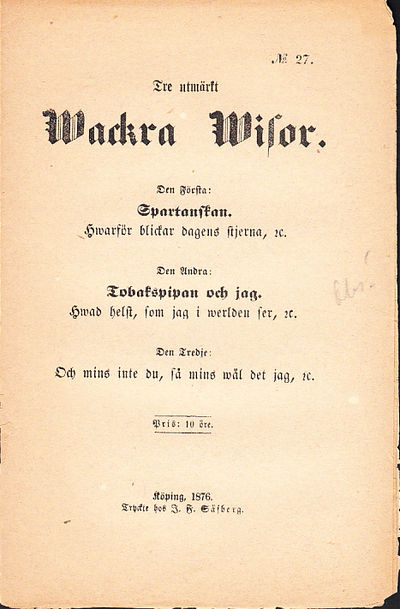 № 27.
Tre utmärkt
Wackra Wisor.
Den Första:
Spartanskan.
Hwarför blickar dagens stjerna, ꝛc.
Den Andra:
Tobakspipan och jag.
Hwad helst, som jag i werlden ser, ꝛc.
Den Tredje:
Och mins inte du, så mins wäl det jag, ꝛc.
Pris: 10 öre.
Köping, 1876.
Tryckte hos J. F. Säfberg.